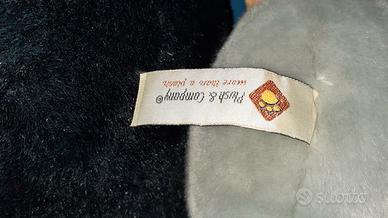 Plush & Company®
more than a plush
SUBITO